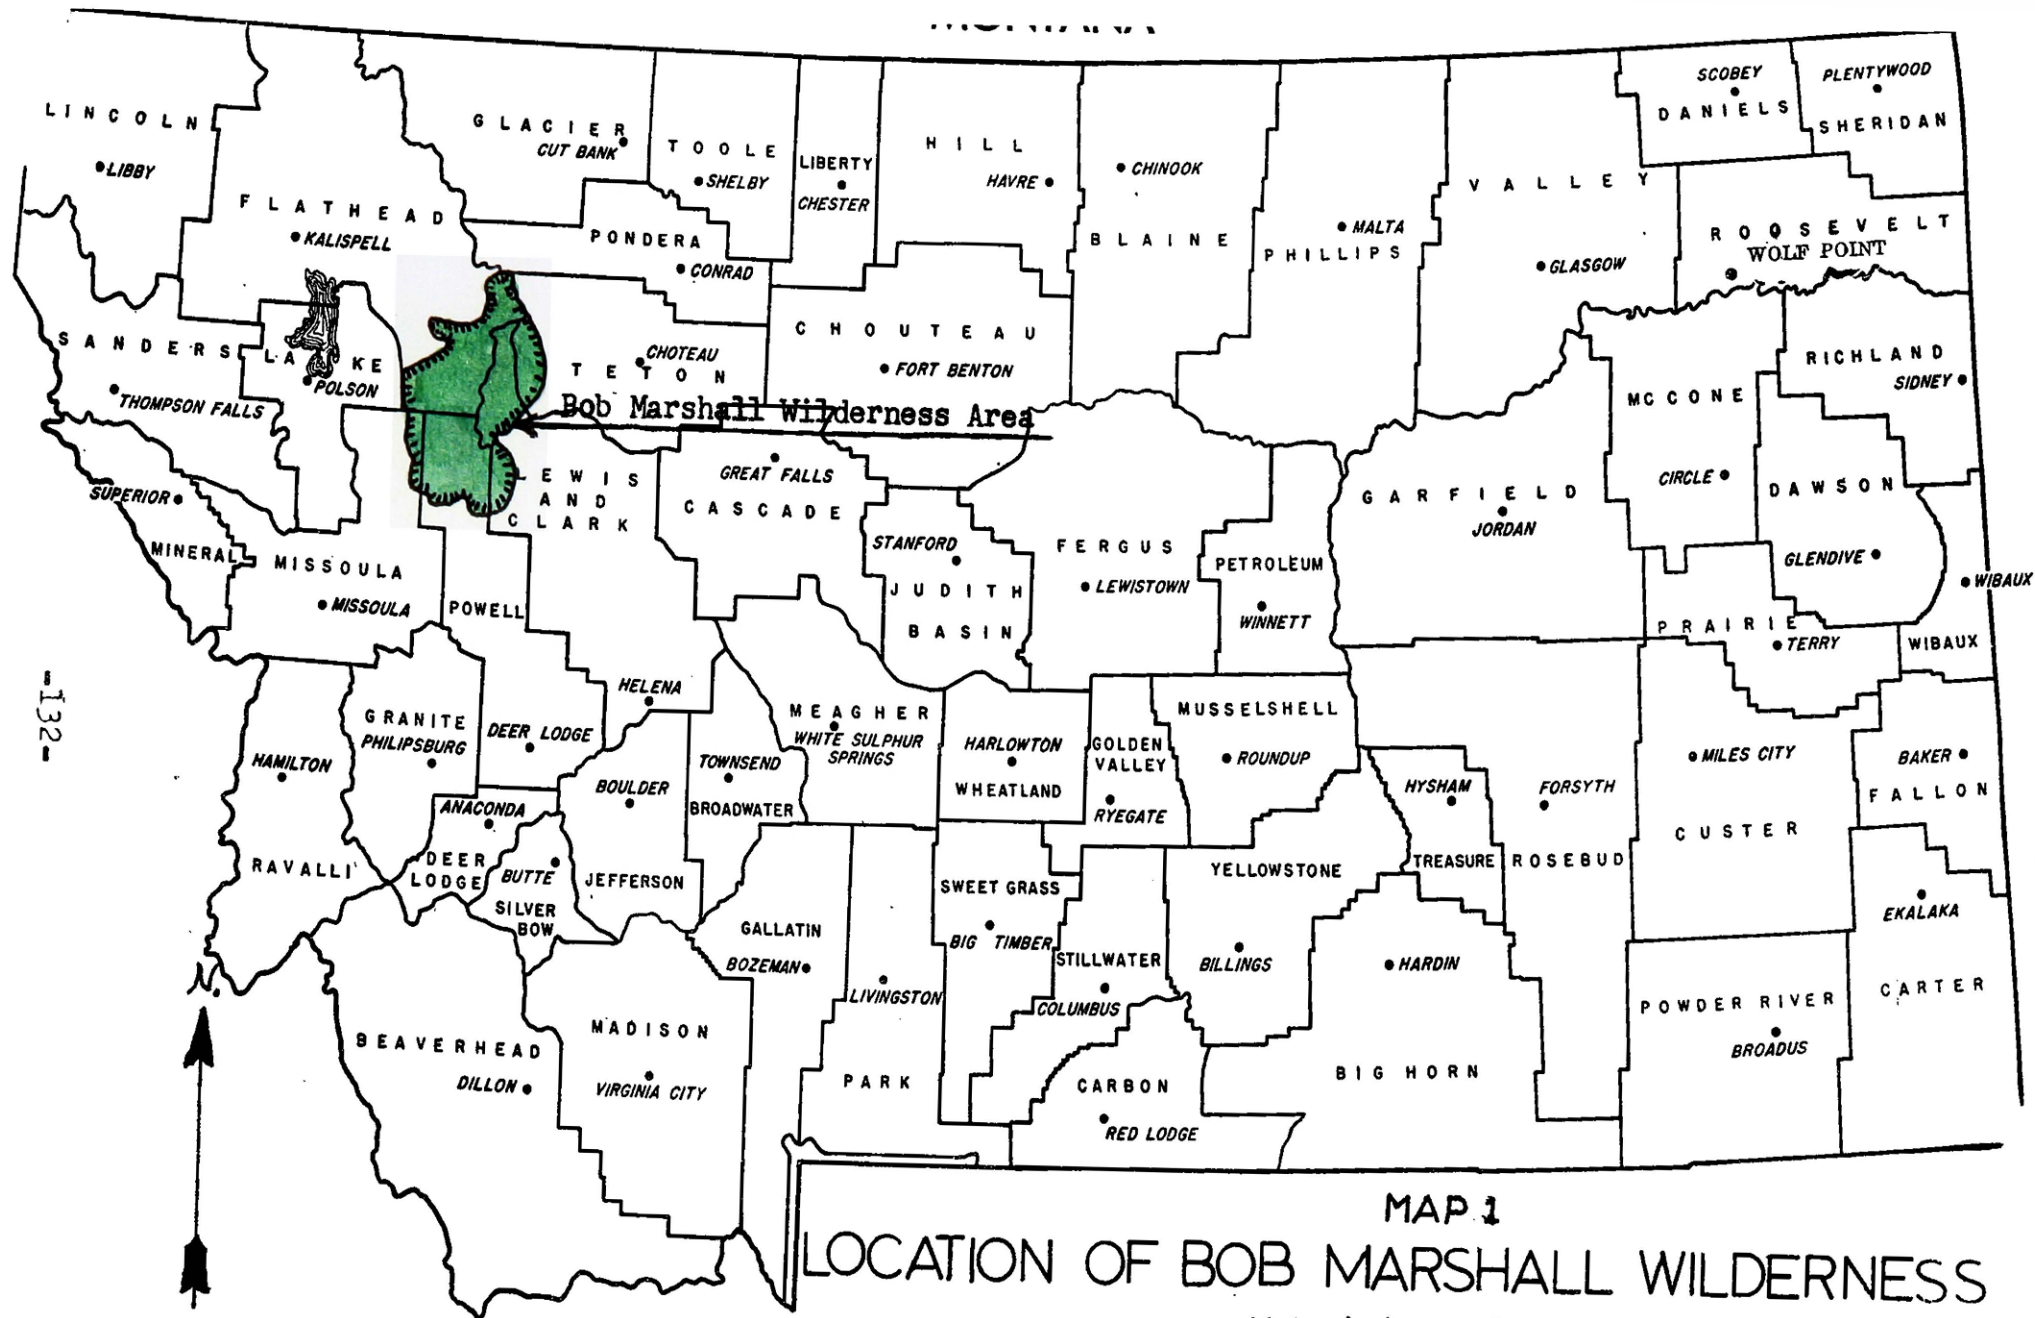 MONTANA
LINCOLN
LIBBY
FLATHEAD
KALISPELL
GLACIER
CUT BANK
TOOLE
SHELBY
LIBERTY
CHESTER
HILL
HAVRE
CHINOOK
BLAINE
MALTA
PHILLIPS
VALLEY
GLASGOW
SCOBEY
DANIELS
PLENTYWOOD
SHERIDAN
ROOSEVELT
WOLF POINT
PONDERA
CONRAD
SANDERS
THOMPSON FALLS
LAKE
POLSON
CHOTEAU
TETON
CHOUTEAU
FORT BENTON
Bob Marshall Wilderness Area
MCCONE
CIRCLE
RICHLAND
SIDNEY
SUPERIOR
MINERAL
MISSOULA
MISSOULA
POWELL
LEWIS
AND
CLARK
GREAT FALLS
CASCADE
STANFORD
JUDITH
BASIN
FERGUS
LEWISTOWN
PETROLEUM
WINNETT
GARFIELD
JORDAN
DAWSON
GLENDIVE
WIBAUX
PRAIRIE
TERRY
WIBAUX
-132-
HELENA
GRANITE
PHILIPSBURG
DEER LODGE
HAMILTON
RAVALLI
ANACONDA
DEER
LODGE
BUTTE
SILVER
BOW
BOULDER
JEFFERSON
TOWNSEND
BROADWATER
MEAGHER
WHITE SULPHUR
SPRINGS
HARLOWTON
WHEATLAND
GOLDEN
VALLEY
RYEGATE
MUSSELSHELL
ROUNDUP
HYSHAM
TREASURE
FORSYTH
ROSEBUD
MILES CITY
CUSTER
BAKER
FALLON
EKALAKA
CARTER
GALLATIN
BOZEMAN
LIVINGSTON
PARK
SWEET GRASS
BIG TIMBER
STILLWATER
COLUMBUS
YELLOWSTONE
BILLINGS
HARDIN
BIG HORN
POWDER RIVER
BROADUS
N.
BEAVERHEAD
DILLON
MADISON
VIRGINIA CITY
CARBON
RED LODGE
MAP 1
LOCATION OF BOB MARSHALL WILDERNESS